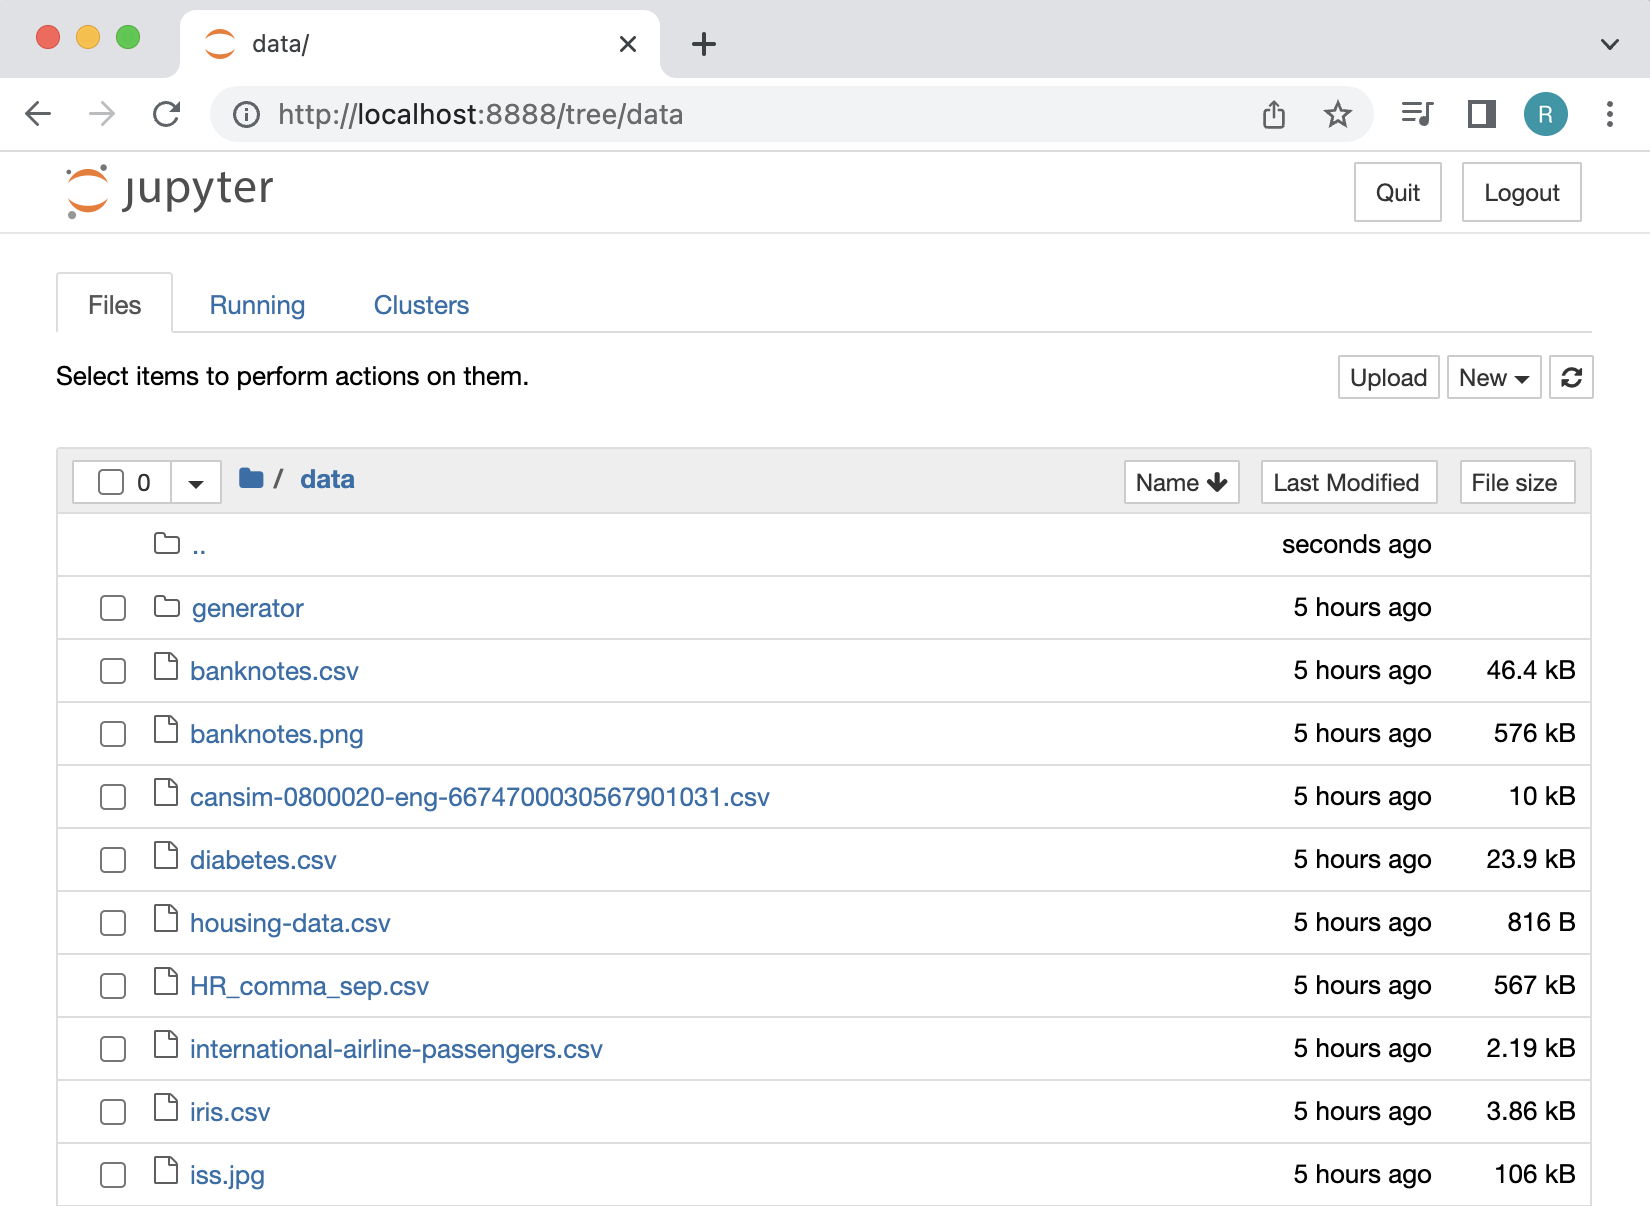 data/
http://localhost:8888/tree/data
R
jupyter
Quit
Logout
Files
Running
Clusters
Select items to perform actions on them.
Upload
New
0
/ data
Name
Last Modified
File size
..
seconds ago
generator
5 hours ago
banknotes.csv
5 hours ago
46.4 kB
banknotes.png
5 hours ago
576 kB
cansim-0800020-eng-6674700030567901031.csv
5 hours ago
10 kB
diabetes.csv
5 hours ago
23.9 kB
housing-data.csv
5 hours ago
816 B
HR_comma_sep.csv
5 hours ago
567 kB
international-airline-passengers.csv
5 hours ago
2.19 kB
iris.csv
5 hours ago
3.86 kB
iss.jpg
5 hours ago
106 kB